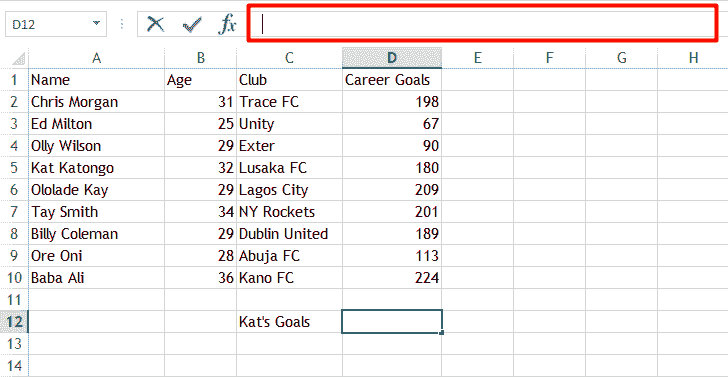 D12 fx
A B C D E F G H
1 Name Age Club Career Goals
2 Chris Morgan 31 Trace FC 198
3 Ed Milton 25 Unity 67
4 Olly Wilson 29 Exter 90
5 Kat Katongo 32 Lusaka FC 180
6 Ololade Kay 29 Lagos City 209
7 Tay Smith 34 NY Rockets 201
8 Billy Coleman 29 Dublin United 189
9 Ore Oni 28 Abuja FC 113
10 Baba Ali 36 Kano FC 224
11
12 Kat's Goals
13
14